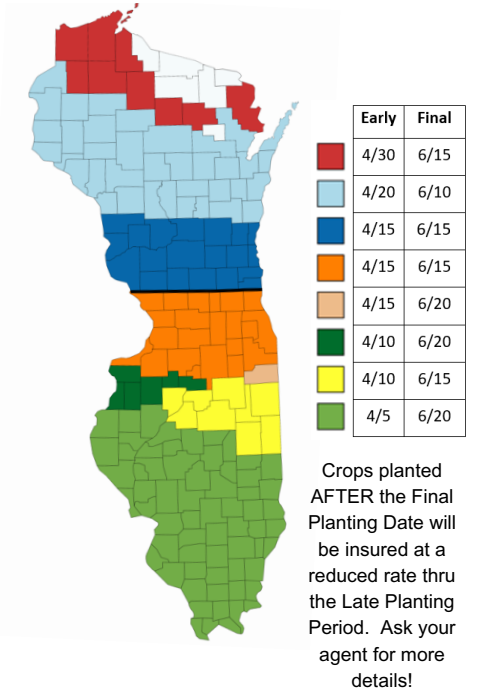 Early Final
4/30 6/15
4/20 6/10
4/15 6/15
4/15 6/15
4/15 6/20
4/10 6/20
4/10 6/15
4/5 6/20
Crops planted
AFTER the Final
Planting Date will
be insured at a
reduced rate thru
the Late Planting
Period.  Ask your
agent for more
details!